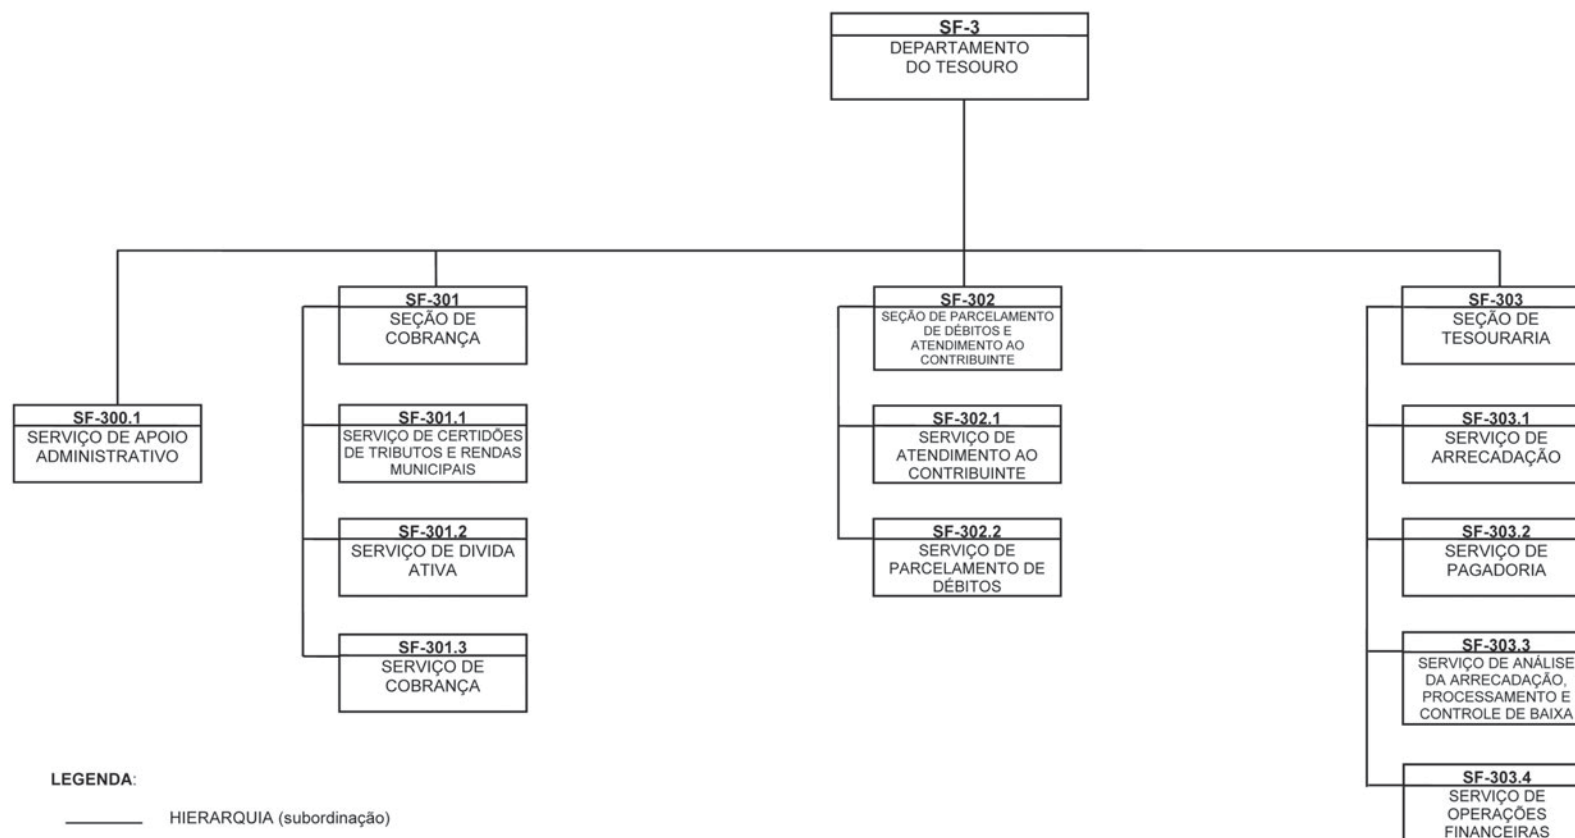 SF-3
DEPARTAMENTO
DO TESOURO
SF-300.1
SERVIÇO DE APOIO
ADMINISTRATIVO
SF-301
SEÇÃO DE
COBRANÇA
SF-301.1
SERVIÇO DE CERTIDÕES
DE TRIBUTOS E RENDAS
MUNICIPAIS
SF-301.2
SERVIÇO DE DIVIDA
ATIVA
SF-301.3
SERVIÇO DE
COBRANÇA
SF-302
SEÇÃO DE PARCELAMENTO
DE DÉBITOS E
ATENDIMENTO AO
CONTRIBUINTE
SF-302.1
SERVIÇO DE
ATENDIMENTO AO
CONTRIBUINTE
SF-302.2
SERVIÇO DE
PARCELAMENTO DE
DÉBITOS
SF-303
SEÇÃO DE
TESOURARIA
SF-303.1
SERVIÇO DE
ARRECADAÇÃO
SF-303.2
SERVIÇO DE
PAGADORIA
SF-303.3
SERVIÇO DE ANÁLISE
DA ARRECADAÇÃO,
PROCESSAMENTO E
CONTROLE DE BAIXA
SF-303.4
SERVIÇO DE
OPERAÇÕES
FINANCEIRAS
LEGENDA:
HIERARQUIA (subordinação)